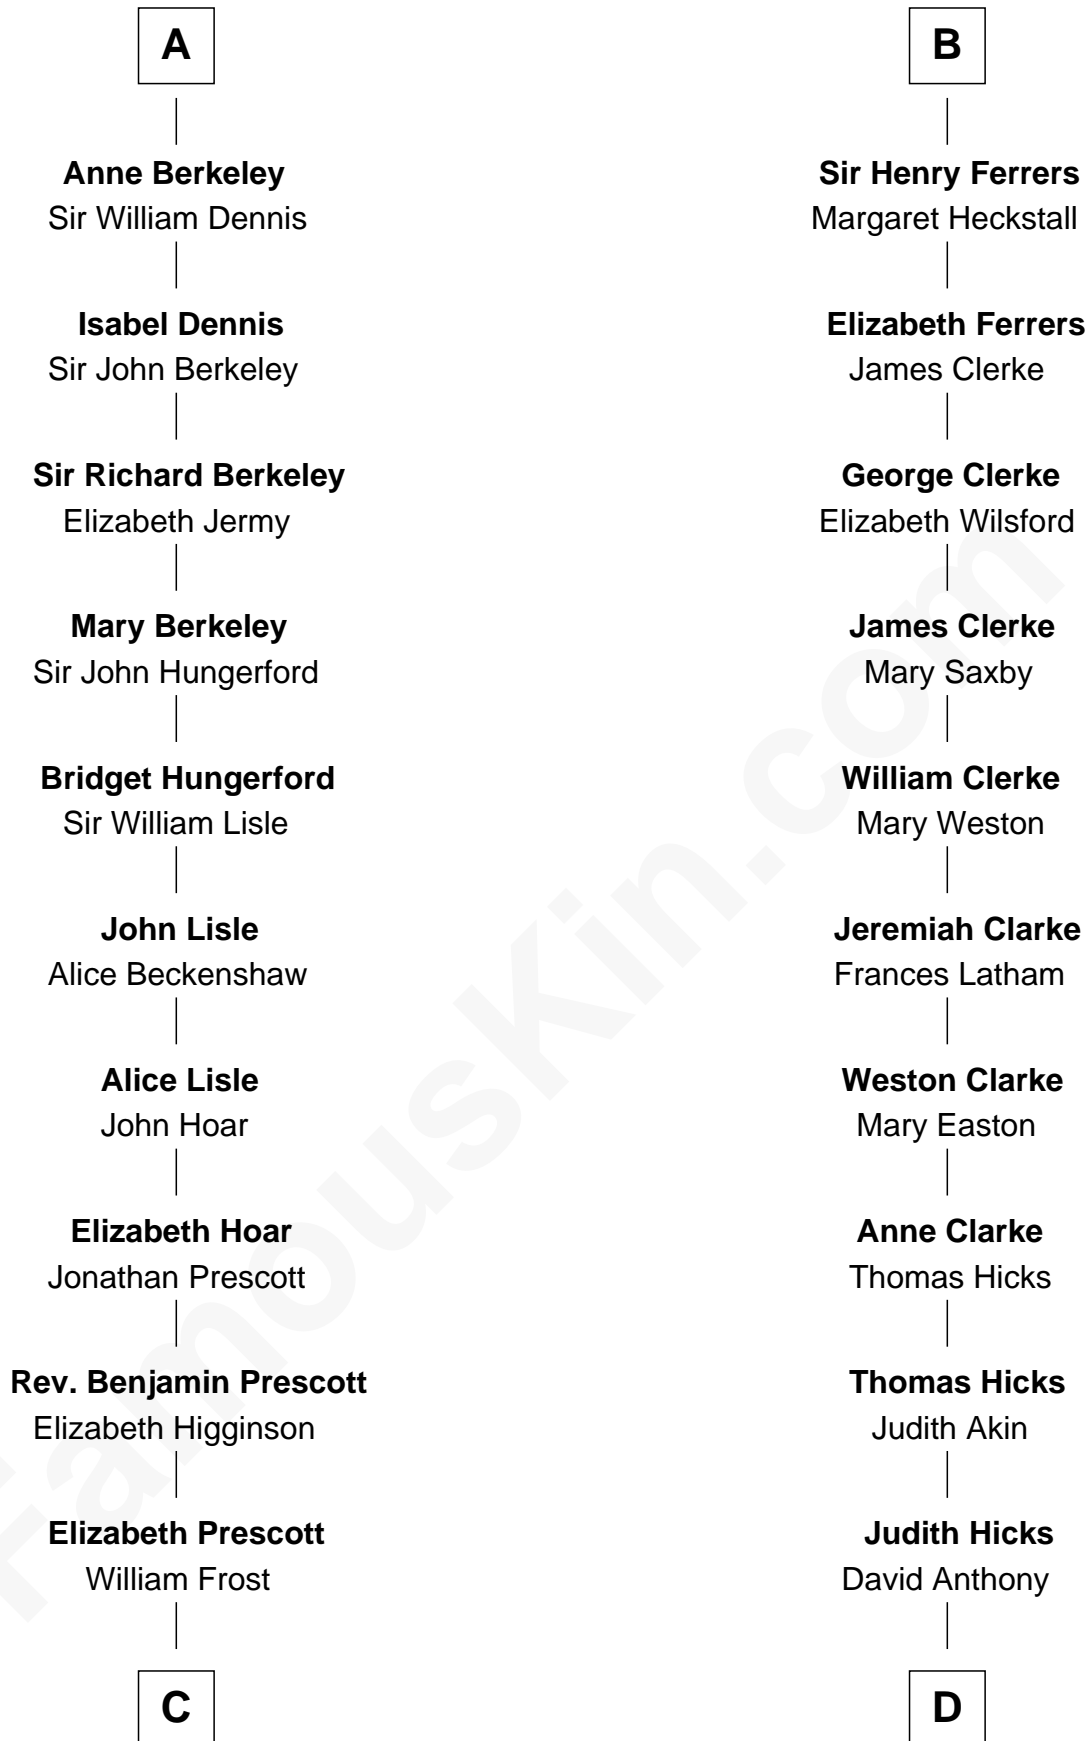 A
Anne Berkeley
Sir William Dennis
Isabel Dennis
Sir John Berkeley
Sir Richard Berkeley
Elizabeth Jermy
Mary Berkeley
Sir John Hungerford
Bridget Hungerford
Sir William Lisle
John Lisle
Alice Beckenshaw
Alice Lisle
John Hoar
Elizabeth Hoar
Jonathan Prescott
Rev. Benjamin Prescott
Elizabeth Higginson
Elizabeth Prescott
William Frost
C
B
Sir Henry Ferrers
Margaret Heckstall
Elizabeth Ferrers
James Clerke
George Clerke
Elizabeth Wilsford
James Clerke
Mary Saxby
William Clerke
Mary Weston
Jeremiah Clarke
Frances Latham
Weston Clarke
Mary Easton
Anne Clarke
Thomas Hicks
Thomas Hicks
Judith Akin
Judith Hicks
David Anthony
D
FamousKin.com